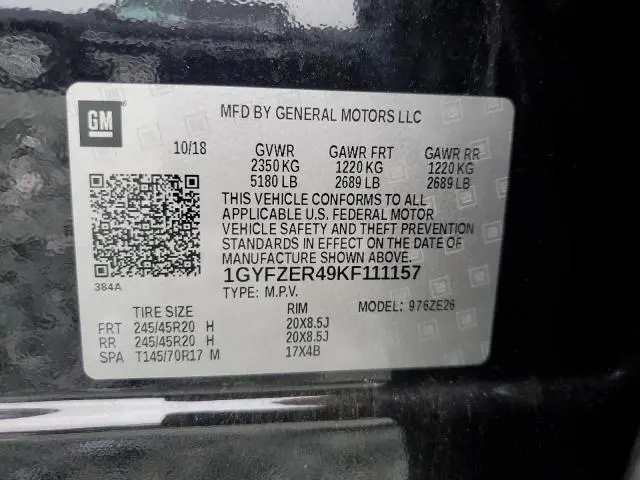 GM
MFD BY GENERAL MOTORS LLC
10/18 GVWR GAWR FRT GAWR RR
2350 KG 1220 KG 1220 KG
5180 LB 2689 LB 2689 LB
THIS VEHICLE CONFORMS TO ALL
APPLICABLE U.S. FEDERAL MOTOR
VEHICLE SAFETY AND THEFT PREVENTION
STANDARDS IN EFFECT ON THE DATE OF
MANUFACTURE SHOWN ABOVE.
384A 1GYFZER49KF111157
TYPE: M.P.V.
TIRE SIZE RIM MODEL: 976ZE26
FRT 245/45R20 H 20X8.5J
RR 245/45R20 H 20X8.5J
SPA T145/70R17 M 17X4B